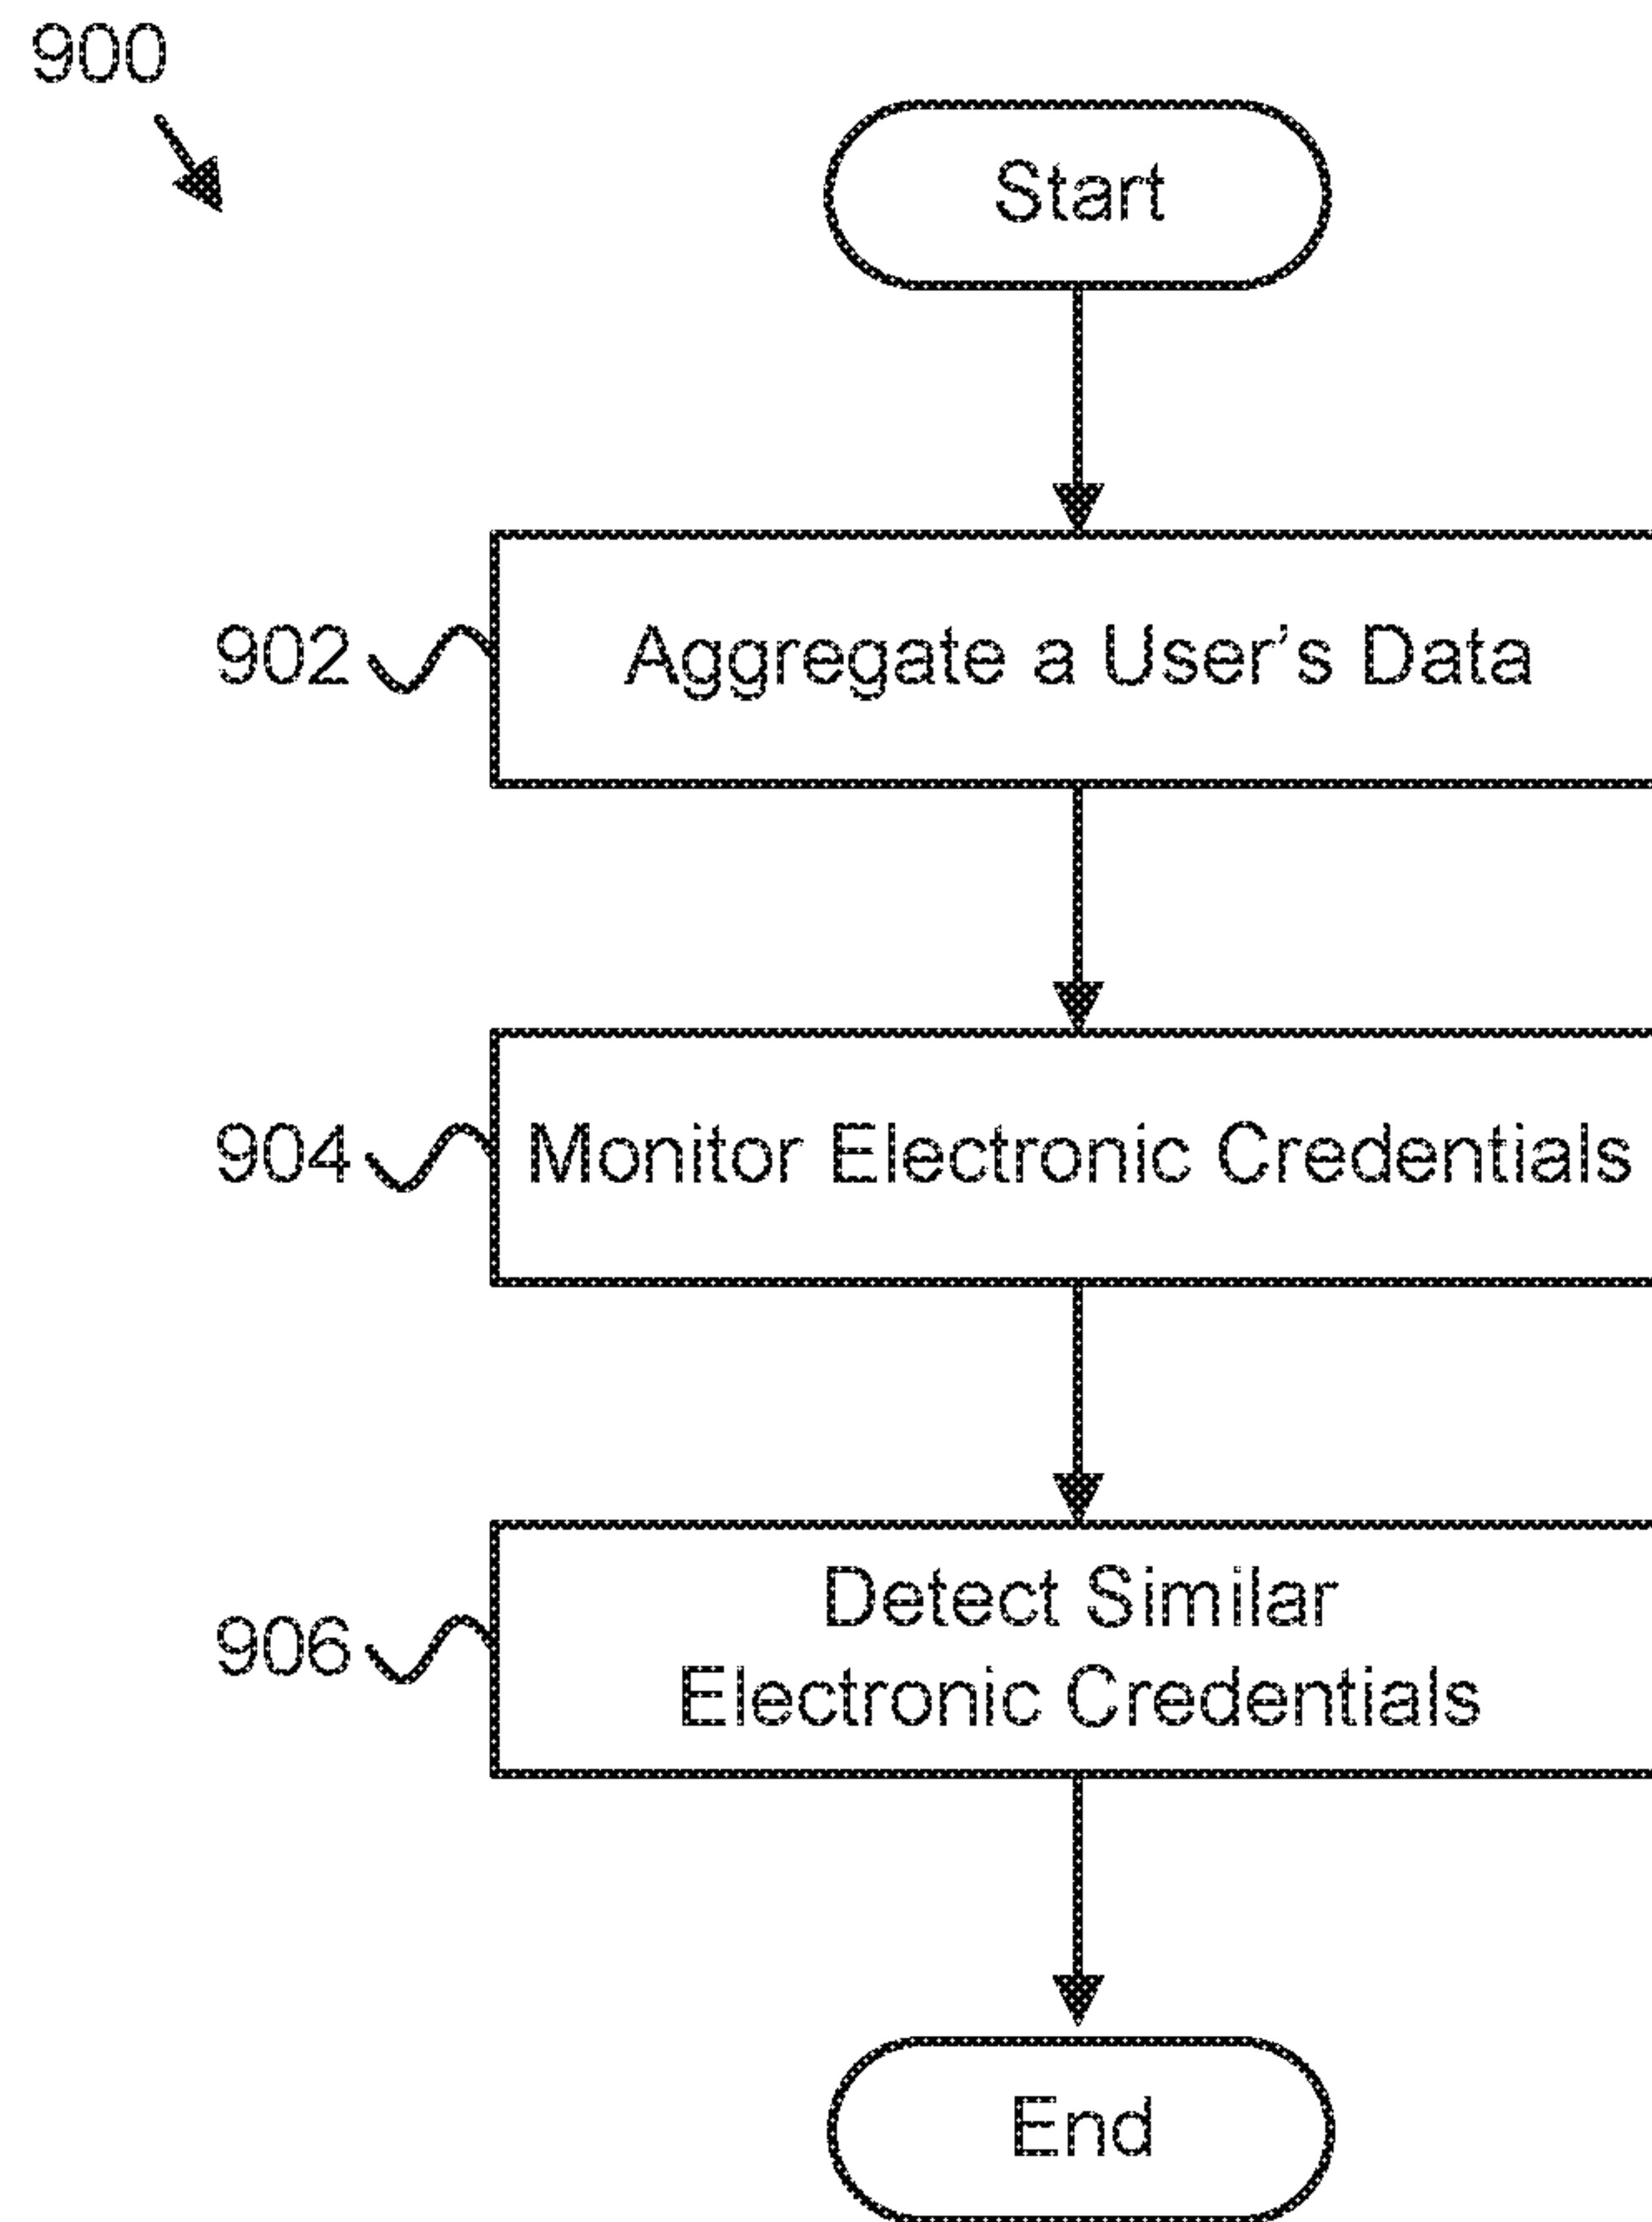 900
Start
902
Aggregate a User's Data
904
Monitor Electronic Credentials
906
Detect Similar
Electronic Credentials
End